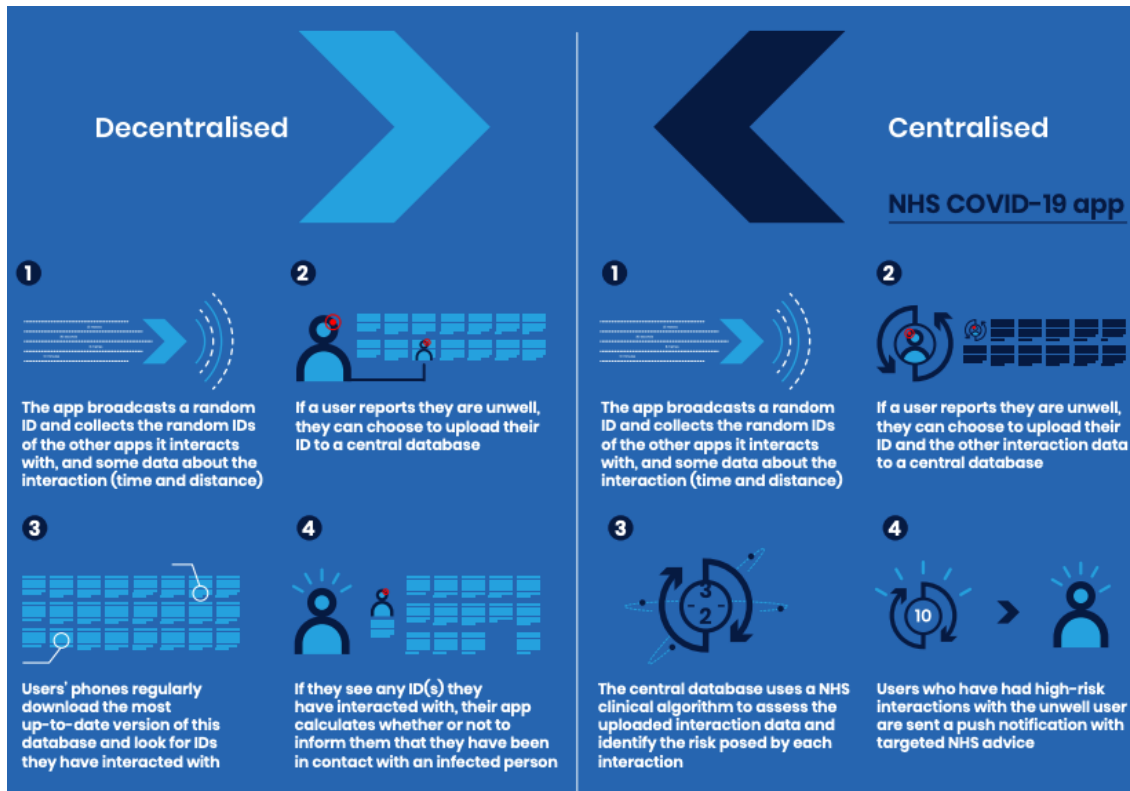 Decentralised
1
The app broadcasts a random
ID and collects the random IDs
of the other apps it interacts
with, and some data about the
interaction (time and distance)
2
If a user reports they are unwell,
they can choose to upload their
ID to a central database
3
Users' phones regularly
download the most
up-to-date version of this
database and look for IDs
they have interacted with
4
If they see any ID(s) they
have interacted with, their app
calculates whether or not to
inform them that they have been
in contact with an infected person
Centralised
NHS COVID-19 app
1
The app broadcasts a random
ID and collects the random IDs
of the other apps it interacts
with, and some data about the
interaction (time and distance)
2
If a user reports they are unwell,
they can choose to upload their
ID and the other interaction data
to a central database
3
3
- -
2
The central database uses a NHS
clinical algorithm to assess the
uploaded interaction data and
identify the risk posed by each
interaction
4
10
Users who have had high-risk
interactions with the unwell user
are sent a push notification with
targeted NHS advice